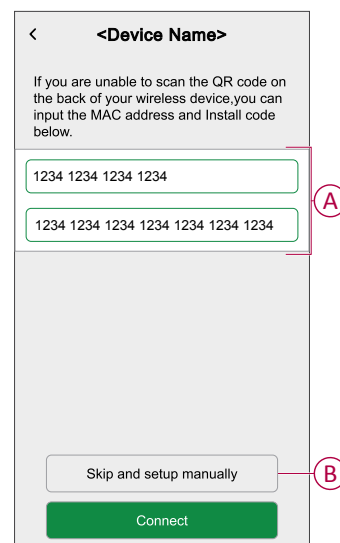 <Device Name>
If you are unable to scan the QR code on
the back of your wireless device,you can
input the MAC address and Install code
below.
1234 1234 1234 1234
A
1234 1234 1234 1234 1234 1234 1234
Skip and setup manually
B
Connect